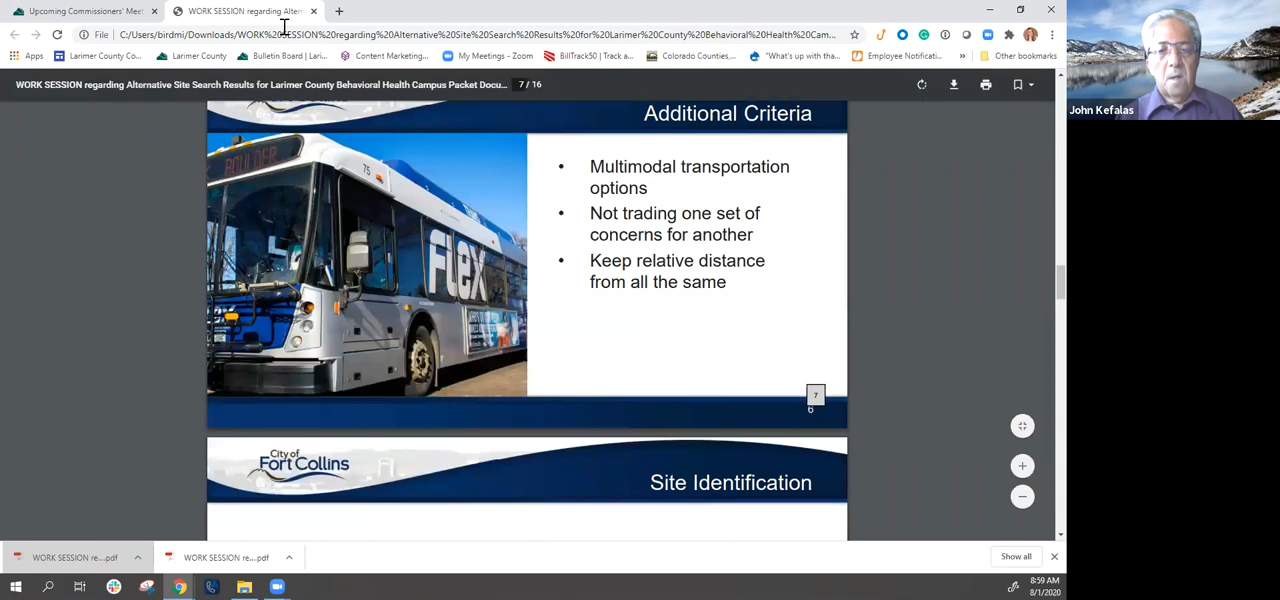 Upcoming Commissioners' Meet
WORK SESSION regarding Altern
File
C:/Users/birdmi/Downloads/WORK%20SESSION%20regarding%20Alternative%20Site%20Search%20Results%20for%20Larimer%20County%20Behavioral%20Health%20Cam...
Apps
Larimer County Co...
Larimer County
Bulletin Board | Lari...
Content Marketing...
My Meetings - Zoom
BillTrack50 | Track a...
Colorado Counties,...
"What's up with tha...
Employee Notificati...
»
Other bookmarks
WORK SESSION regarding Alternative Site Search Results for Larimer County Behavioral Health Campus Packet Docu...
7 / 16
John Kefalas
Additional Criteria
BOULDER
75
FLEX
• Multimodal transportation
options
• Not trading one set of
concerns for another
• Keep relative distance
from all the same
7
6
City of
Fort Collins
Site Identification
WORK SESSION re....pdf
WORK SESSION re....pdf
Show all
8:59 AM
8/1/2020